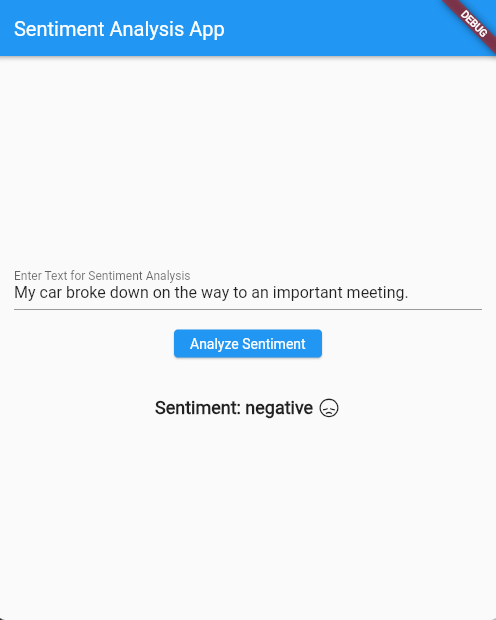 Sentiment Analysis App
DEBUG
Enter Text for Sentiment Analysis
My car broke down on the way to an important meeting.
Analyze Sentiment
Sentiment: negative 😞